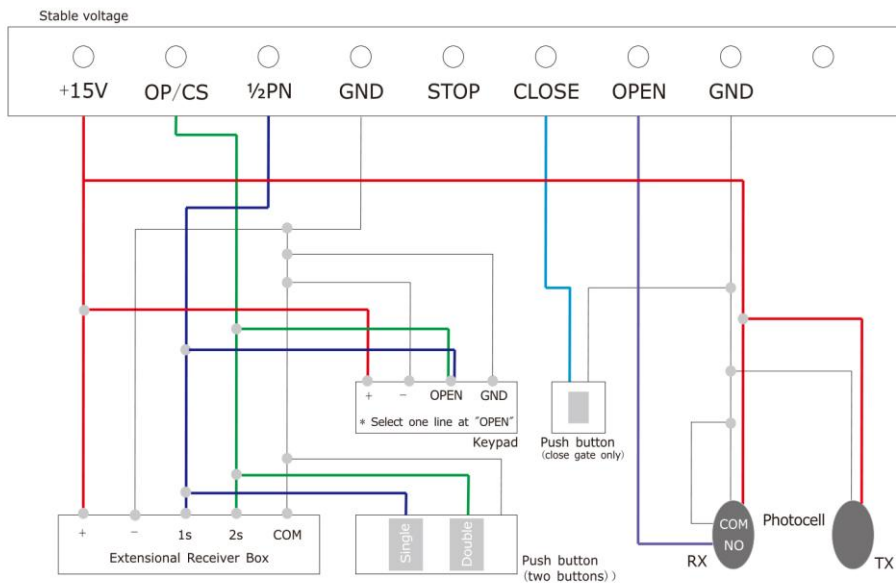 Stable voltage
+15V OP/CS ½PN GND STOP CLOSE OPEN GND
+ − OPEN GND
* Select one line at "OPEN"
Keypad
Push button
(close gate only)
+ − 1s 2s COM
Extensional Receiver Box
Single Double
Push button
(two buttons))
COM
NO
RX
Photocell
TX